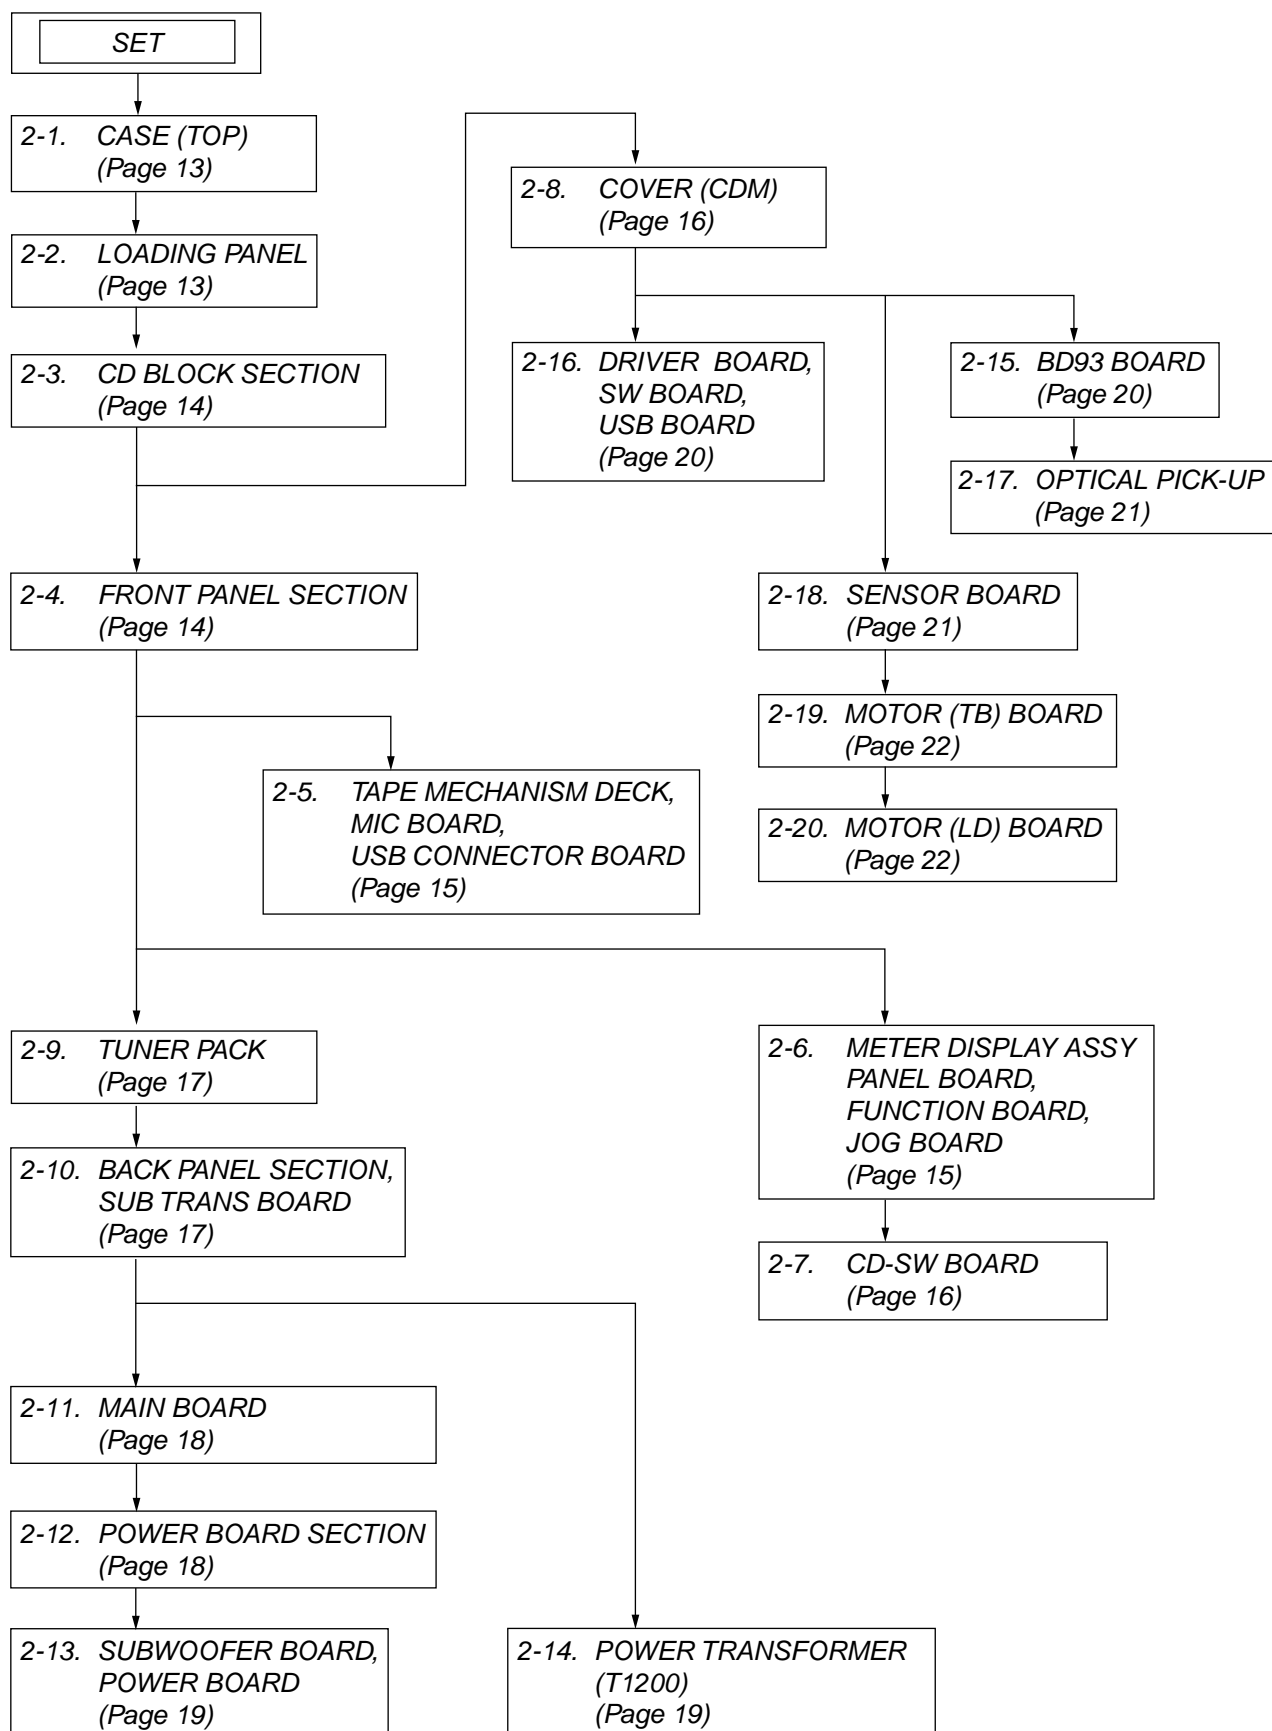 SET
2-1. CASE (TOP)
(Page 13)
2-2. LOADING PANEL
(Page 13)
2-3. CD BLOCK SECTION
(Page 14)
2-8. COVER (CDM)
(Page 16)
2-16. DRIVER BOARD,
SW BOARD,
USB BOARD
(Page 20)
2-15. BD93 BOARD
(Page 20)
2-17. OPTICAL PICK-UP
(Page 21)
2-4. FRONT PANEL SECTION
(Page 14)
2-18. SENSOR BOARD
(Page 21)
2-19. MOTOR (TB) BOARD
(Page 22)
2-20. MOTOR (LD) BOARD
(Page 22)
2-5. TAPE MECHANISM DECK,
MIC BOARD,
USB CONNECTOR BOARD
(Page 15)
2-9. TUNER PACK
(Page 17)
2-6. METER DISPLAY ASSY
PANEL BOARD,
FUNCTION BOARD,
JOG BOARD
(Page 15)
2-10. BACK PANEL SECTION,
SUB TRANS BOARD
(Page 17)
2-7. CD-SW BOARD
(Page 16)
2-11. MAIN BOARD
(Page 18)
2-12. POWER BOARD SECTION
(Page 18)
2-13. SUBWOOFER BOARD,
POWER BOARD
(Page 19)
2-14. POWER TRANSFORMER
(T1200)
(Page 19)